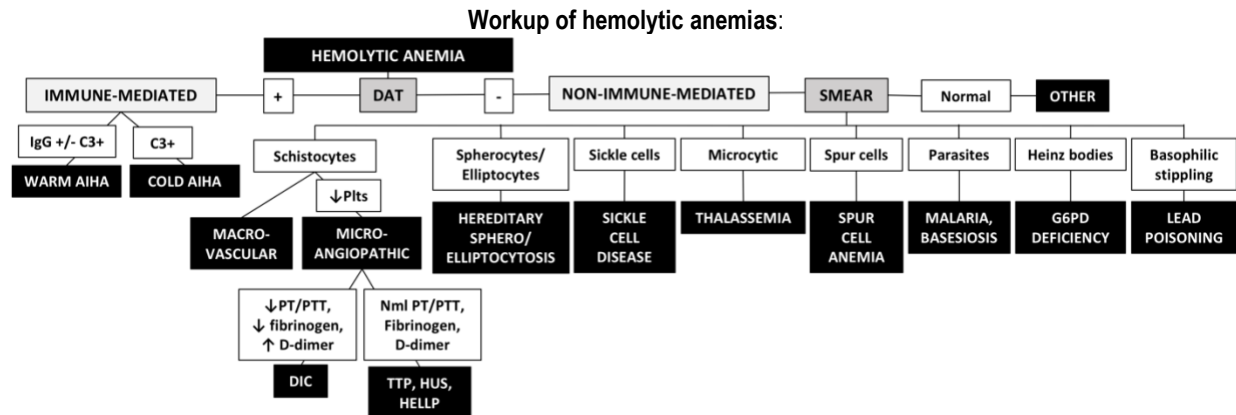 Workup of hemolytic anemias:
HEMOLYTIC ANEMIA
IMMUNE-MEDIATED
+
DAT
-
NON-IMMUNE-MEDIATED
SMEAR
Normal
OTHER
IgG +/- C3+
C3+
WARM AIHA
COLD AIHA
Schistocytes
↓Plts
MACRO-
VASCULAR
MICRO-
ANGIOPATHIC
↓PT/PTT,
↓ fibrinogen,
↑ D-dimer
Nml PT/PTT,
Fibrinogen,
D-dimer
DIC
TTP, HUS,
HELLP
Spherocytes/
Elliptocytes
HEREDITARY
SPHERO/
ELLIPTOCYTOSIS
Sickle cells
SICKLE
CELL
DISEASE
Microcytic
THALASSEMIA
Spur cells
SPUR
CELL
ANEMIA
Parasites
MALARIA,
BASESIOSIS
Heinz bodies
G6PD
DEFICIENCY
Basophilic
stippling
LEAD
POISONING